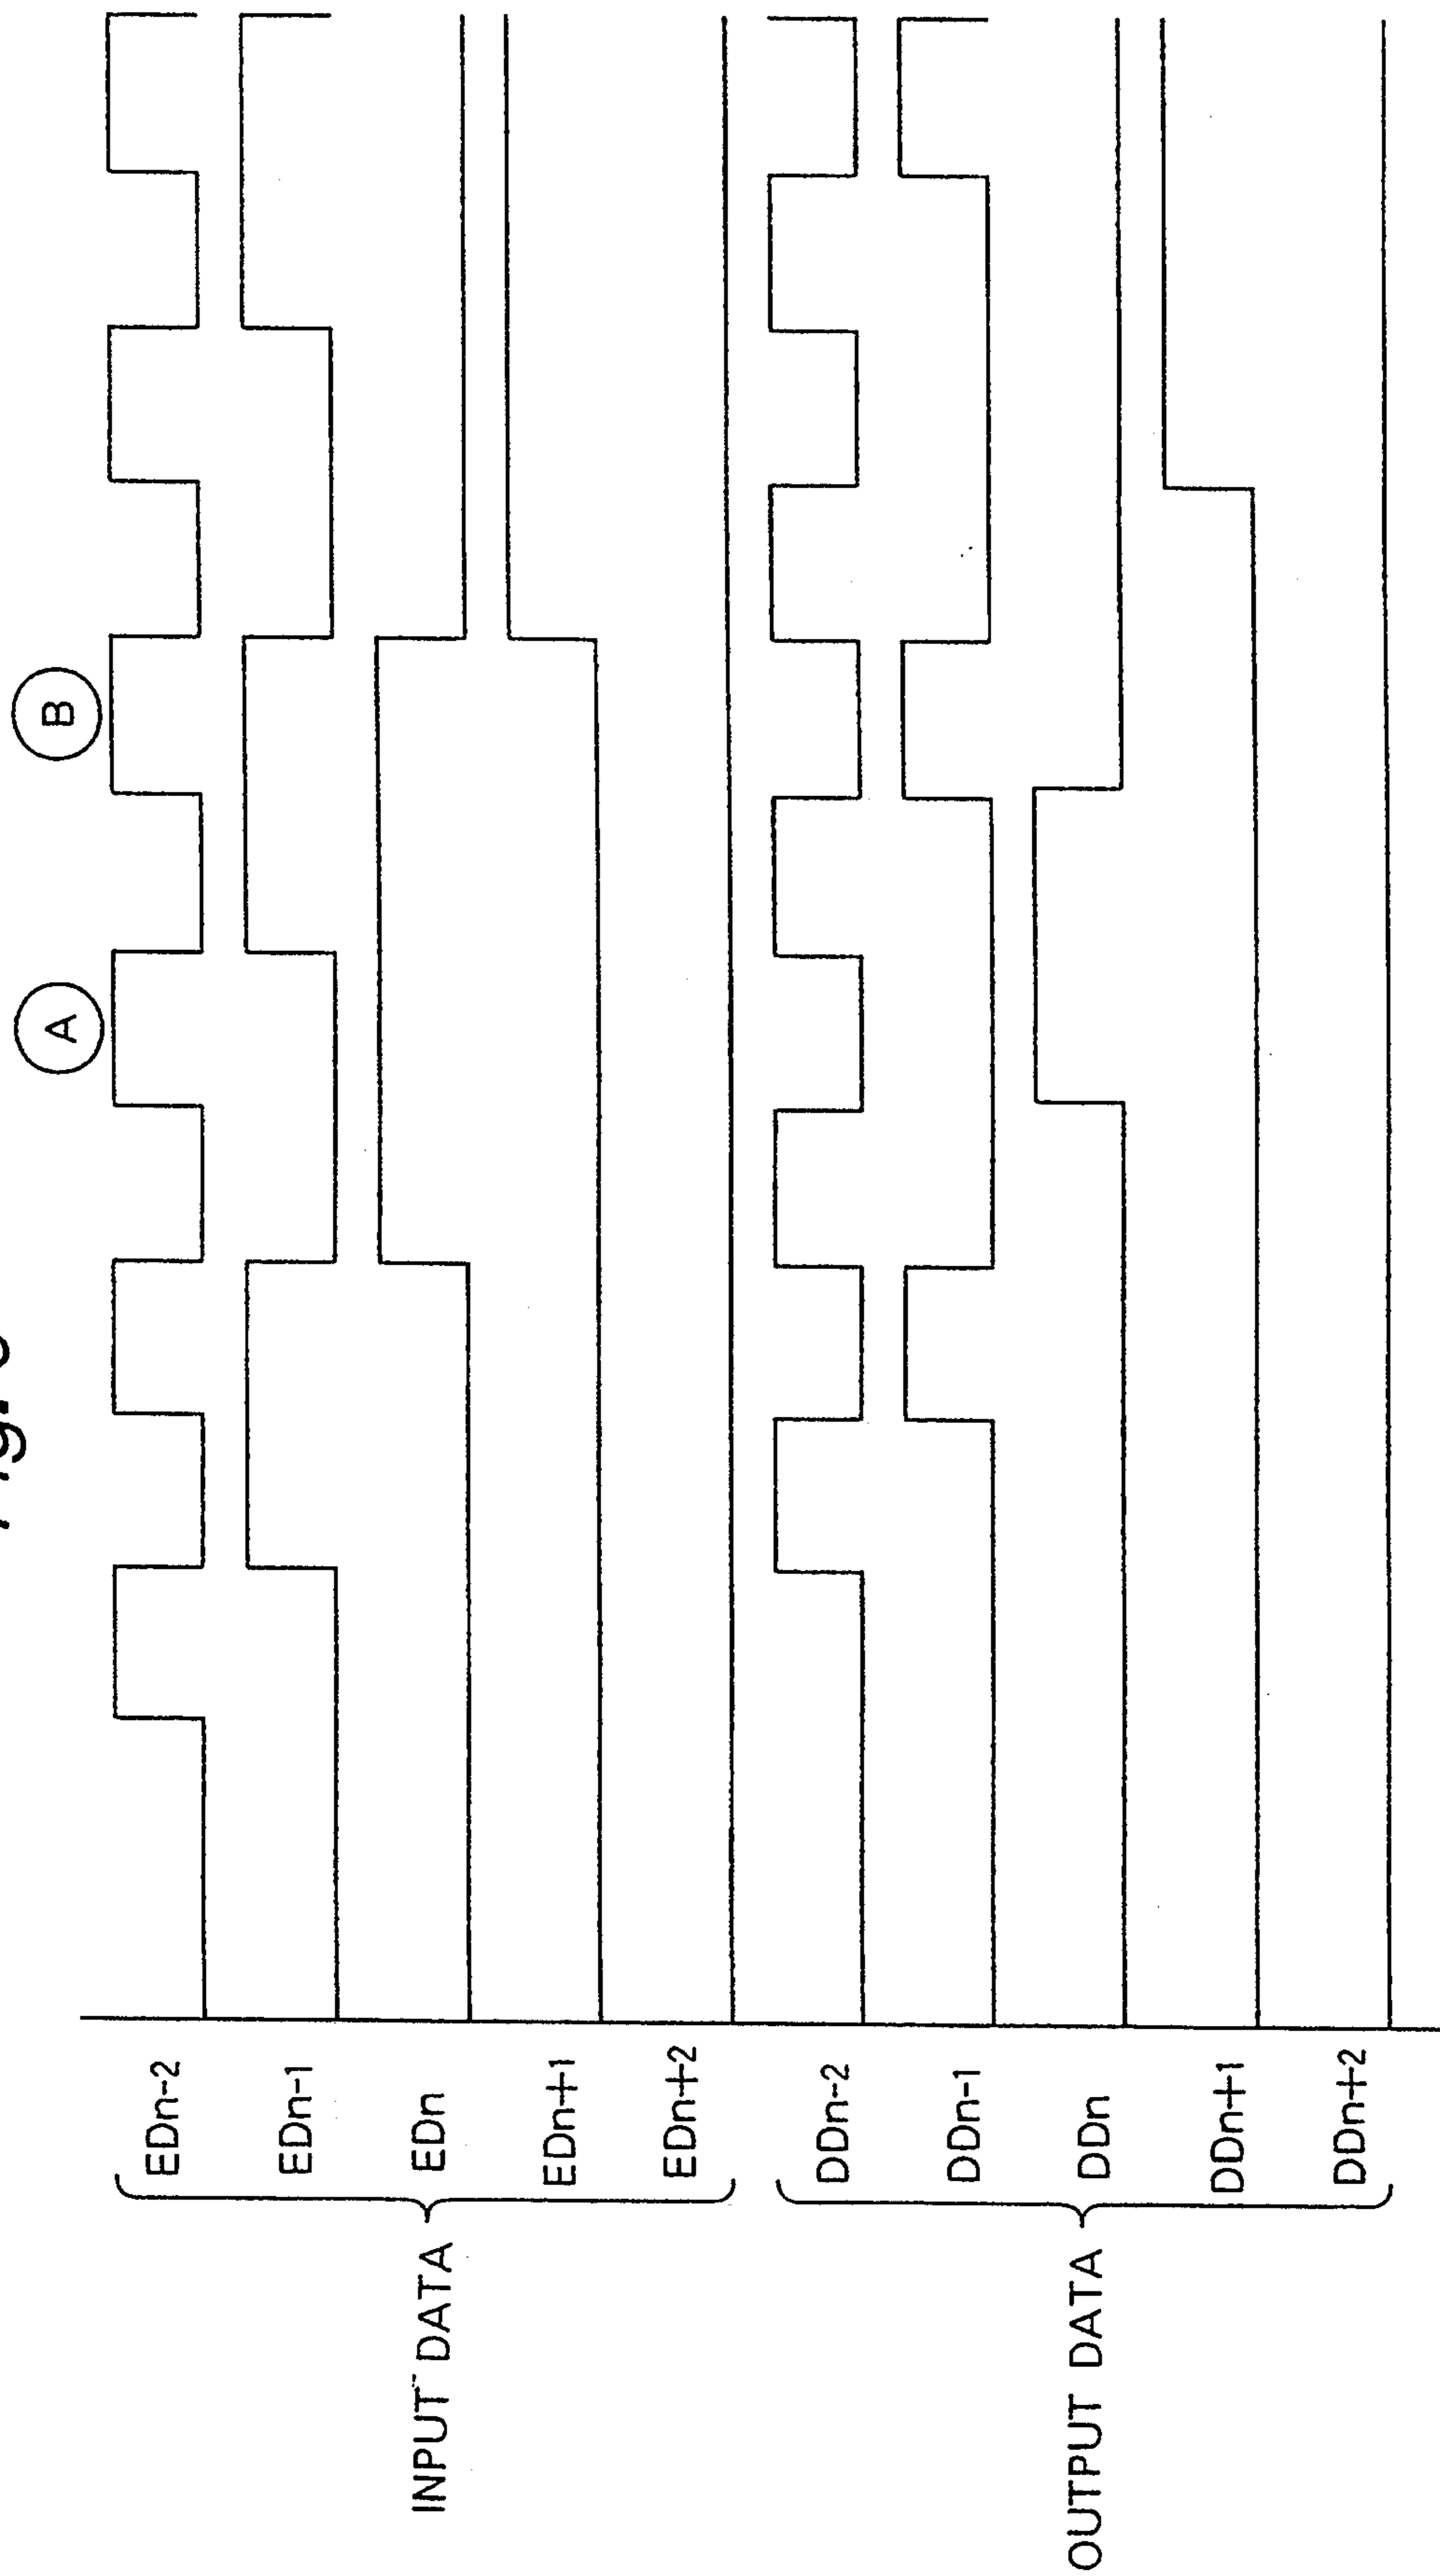 A
B
INPUT DATA
EDn-2
EDn-1
EDn
EDn+1
EDn+2
OUTPUT DATA
DDn-2
DDn-1
DDn
DDn+1
DDn+2